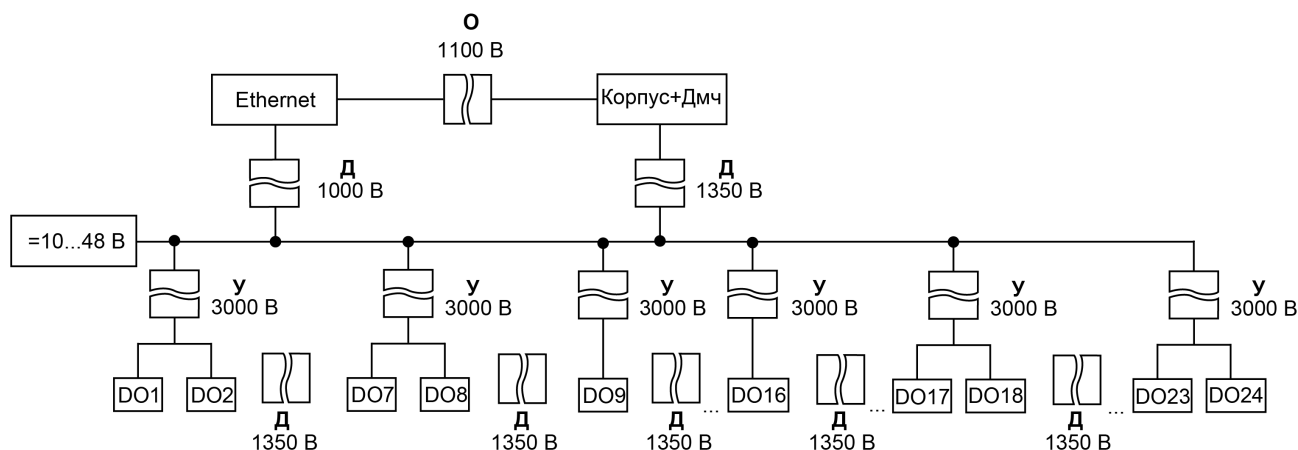 О
1100 В
Ethernet
Корпус+Дмч
Д
1000 В
Д
1350 В
=10...48 В
У
3000 В
У
3000 В
У
3000 В
У
3000 В
У
3000 В
У
3000 В
DO1
DO2
DO7
DO8
DO9
...
DO16
...
DO17
DO18
...
DO23
DO24
Д
1350 В
Д
1350 В
Д
1350 В
Д
1350 В
Д
1350 В